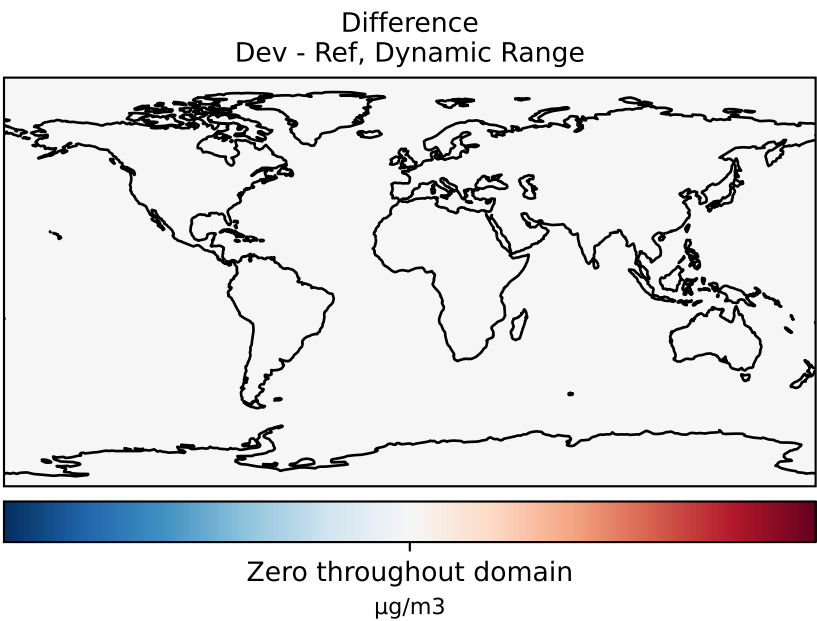 Difference
Dev - Ref, Dynamic Range
Zero throughout domain
μg/m3